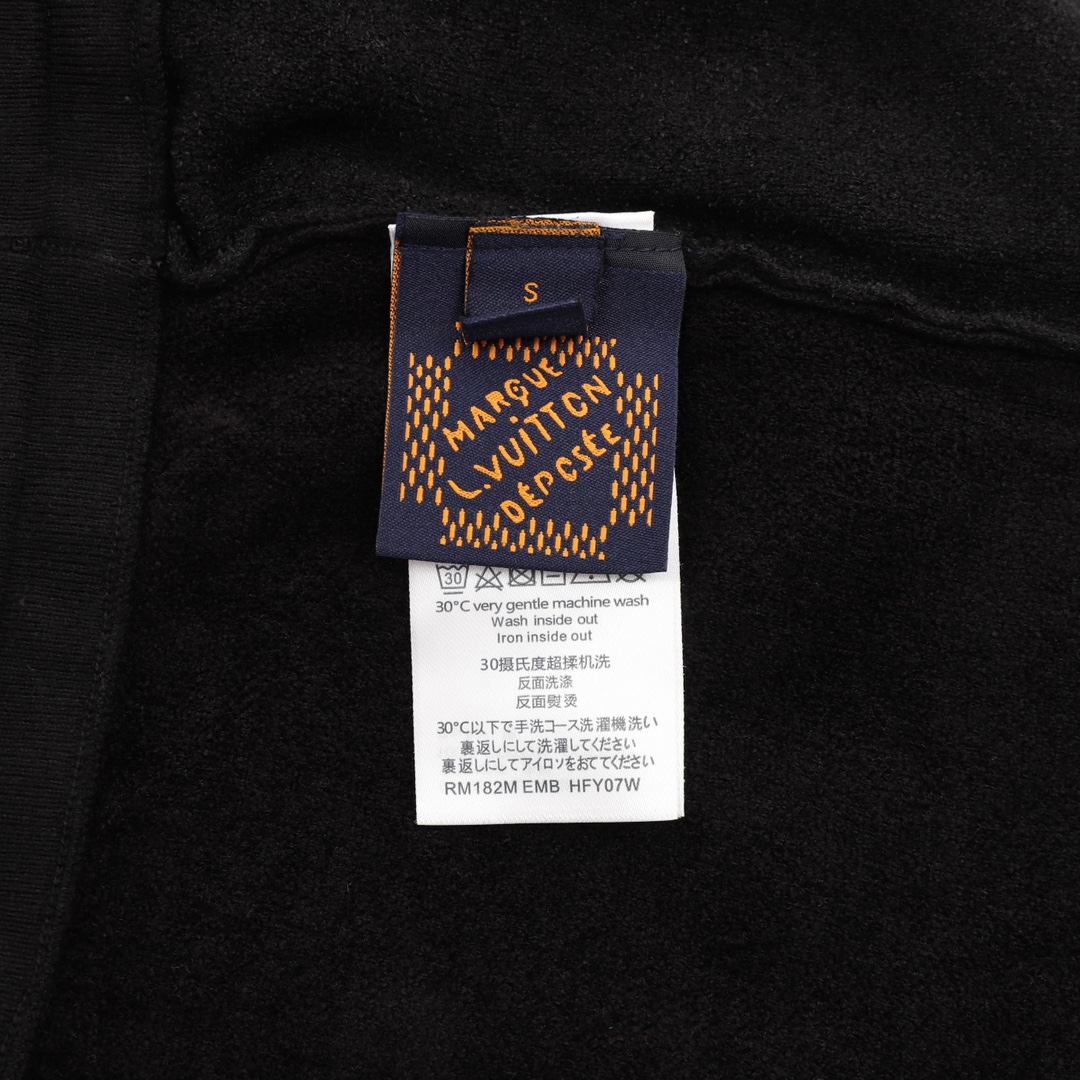 S
MARQUE
L.VUITTON
DÉPOSÉE
30
30°C very gentle machine wash
Wash inside out
Iron inside out
30摄氏度超揉机洗
反面洗涤
反面熨烫
30℃以下で手洗コース洗濯機洗い
裏返しにして洗濯してください
裏返しにしてアイロソをおててください
RM182M EMB HFY07W